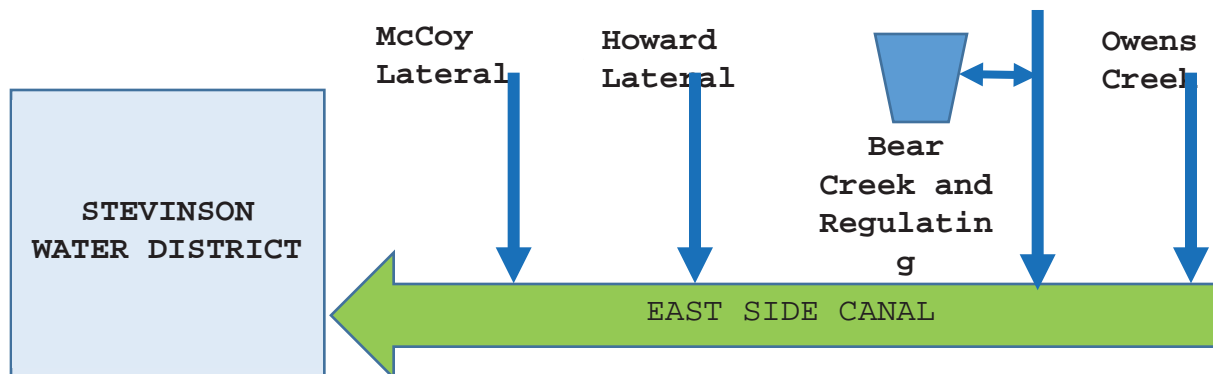 McCoy
Lateral
Howard
Lateral
Bear
Creek and
Regulatin
g
Owens
Creek
STEVINSON
WATER DISTRICT
EAST SIDE CANAL